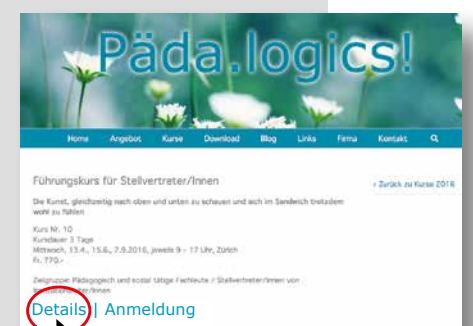 Päda.logics!
Home Angebot Kurse Download Blog Links Firma Kontakt
Führungskurs für Stellvertreter/Innen
‹ Zurück zu Kurse 2016
Die Kunst, gleichzeitig nach oben und unten zu schauen und sich im Sandwich trotzdem
wohl zu fühlen
Kurs Nr. 10
Kursdauer 3 Tage
Mittwoch, 13.4., 15.6., 7.9.2016, jeweils 9 – 17 Uhr, Zürich
Fr. 770.–
Zielgruppe: Pädagogisch und sozial tätige Fachleute / Stellvertreter/Innen von
Details | Anmeldung